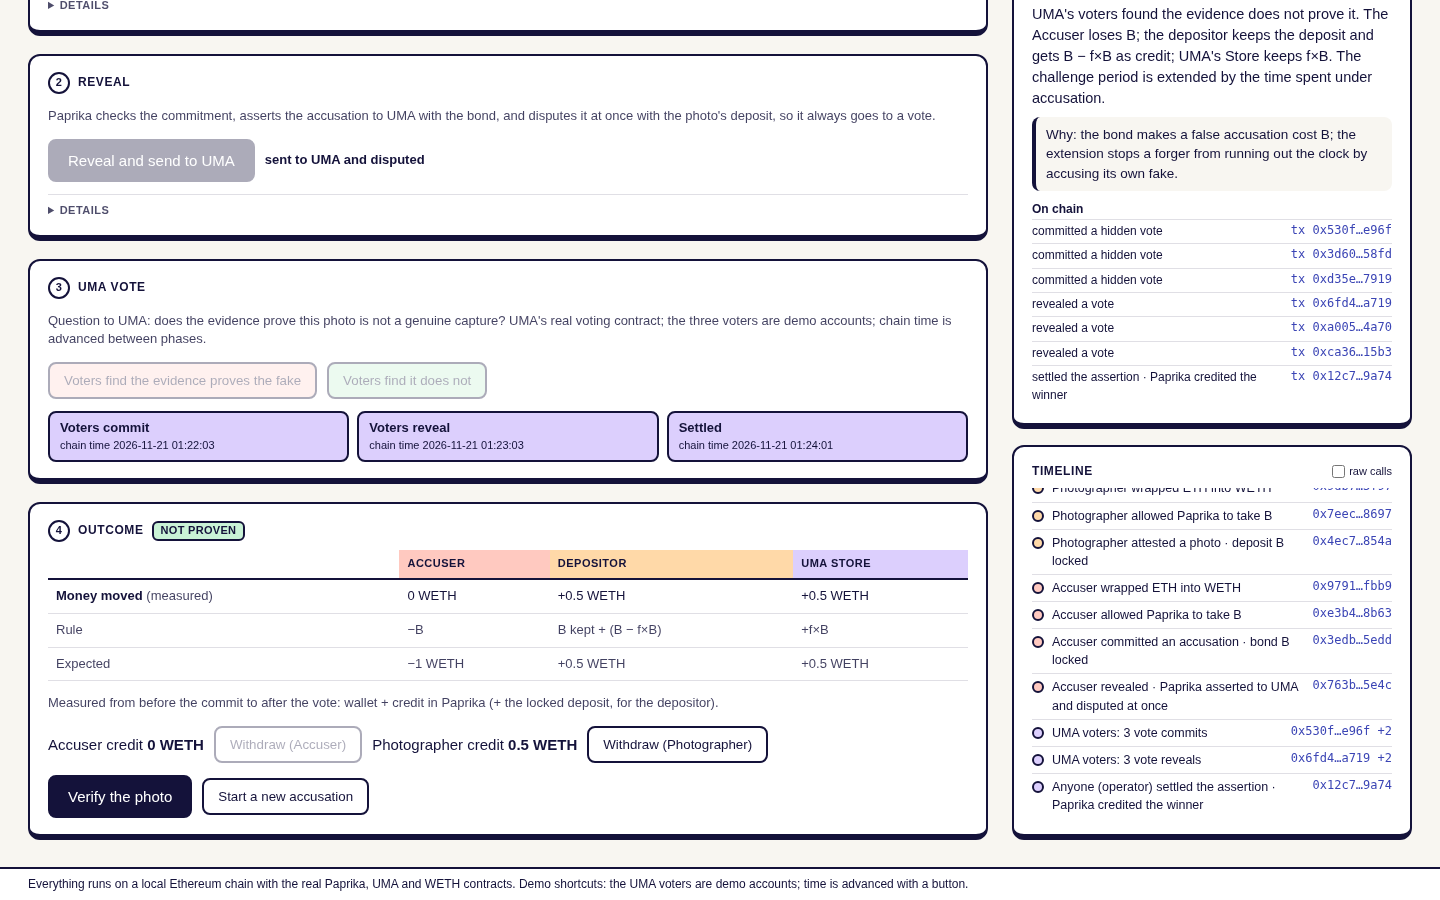 DETAILS
2 REVEAL
Paprika checks the commitment, asserts the accusation to UMA with the bond, and disputes it at once with the photo's deposit, so it always goes to a vote.
Reveal and send to UMA sent to UMA and disputed
DETAILS
3 UMA VOTE
Question to UMA: does the evidence prove this photo is not a genuine capture? UMA's real voting contract; the three voters are demo accounts; chain time is
advanced between phases.
Voters find the evidence proves the fake Voters find it does not
Voters commit
chain time 2026-11-21 01:22:03
Voters reveal
chain time 2026-11-21 01:23:03
Settled
chain time 2026-11-21 01:24:01
4 OUTCOME NOT PROVEN
ACCUSER DEPOSITOR UMA STORE
Money moved (measured) 0 WETH +0.5 WETH +0.5 WETH
Rule −B B kept + (B − f×B) +f×B
Expected −1 WETH +0.5 WETH +0.5 WETH
Measured from before the commit to after the vote: wallet + credit in Paprika (+ the locked deposit, for the depositor).
Accuser credit 0 WETH Withdraw (Accuser) Photographer credit 0.5 WETH Withdraw (Photographer)
Verify the photo Start a new accusation
UMA's voters found the evidence does not prove it. The
Accuser loses B; the depositor keeps the deposit and
gets B − f×B as credit; UMA's Store keeps f×B. The
challenge period is extended by the time spent under
accusation.
Why: the bond makes a false accusation cost B; the
extension stops a forger from running out the clock by
accusing its own fake.
On chain
committed a hidden vote tx 0x530f…e96f
committed a hidden vote tx 0x3d60…58fd
committed a hidden vote tx 0xd35e…7919
revealed a vote tx 0x6fd4…a719
revealed a vote tx 0xa005…4a70
revealed a vote tx 0xca36…15b3
settled the assertion · Paprika credited the tx 0x12c7…9a74
winner
TIMELINE raw calls
Photographer wrapped ETH into WETH
Photographer allowed Paprika to take B 0x7eec…8697
Photographer attested a photo · deposit B 0x4ec7…854a
locked
Accuser wrapped ETH into WETH 0x9791…fbb9
Accuser allowed Paprika to take B 0xe3b4…8b63
Accuser committed an accusation · bond B 0x3edb…5edd
locked
Accuser revealed · Paprika asserted to UMA 0x763b…5e4c
and disputed at once
UMA voters: 3 vote commits 0x530f…e96f +2
UMA voters: 3 vote reveals 0x6fd4…a719 +2
Anyone (operator) settled the assertion · 0x12c7…9a74
Paprika credited the winner
Everything runs on a local Ethereum chain with the real Paprika, UMA and WETH contracts. Demo shortcuts: the UMA voters are demo accounts; time is advanced with a button.